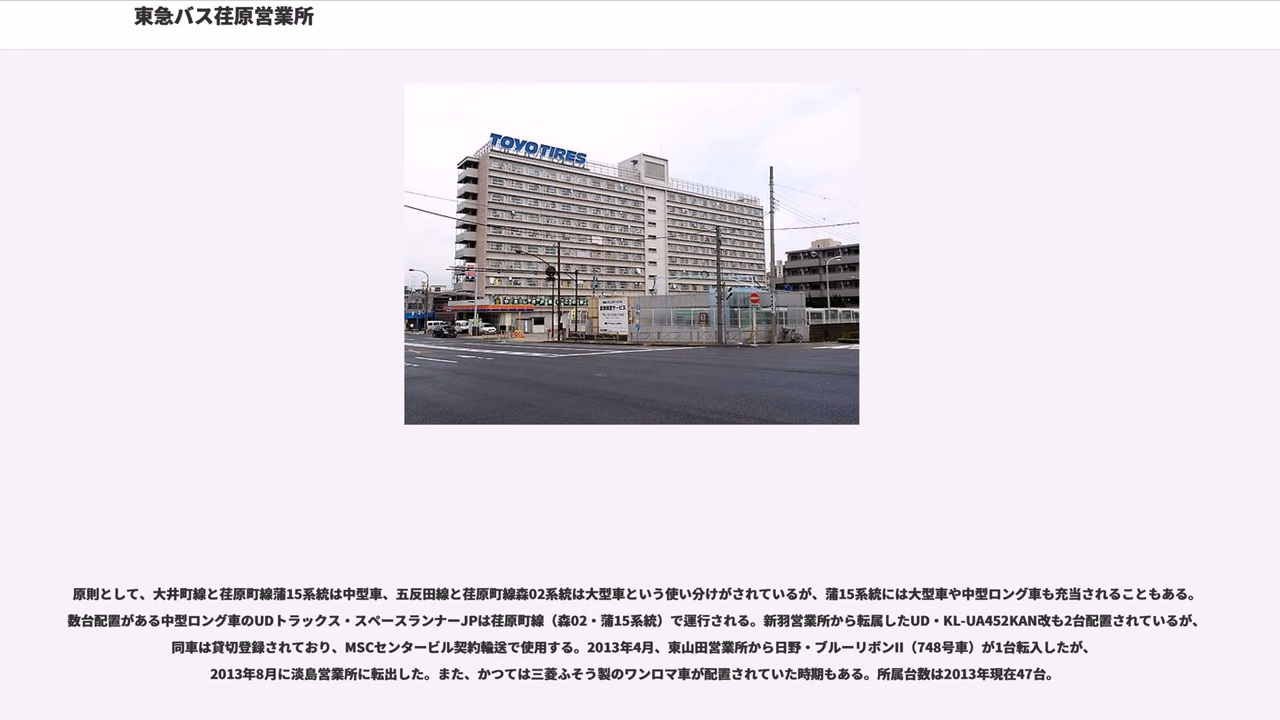 東急バス荏原営業所
TOYO TIRES
原則として、大井町線と荏原町線蒲15系統は中型車、五反田線と荏原町線森02系統は大型車という使い分けがされているが、蒲15系統には大型車や中型ロング車も充当されることもある。
数台配置がある中型ロング車のUDトラックス・スペースランナーJPは荏原町線（森02・蒲15系統）で運行される。新羽営業所から転属したUD・KL-UA452KAN改も2台配置されているが、
同車は貸切登録されており、MSCセンタービル契約輸送で使用する。2013年4月、東山田営業所から日野・ブルーリボンII（748号車）が1台転入したが、
2013年8月に淡島営業所に転出した。また、かつては三菱ふそう製のワンロマ車が配置されていた時期もある。所属台数は2013年現在47台。